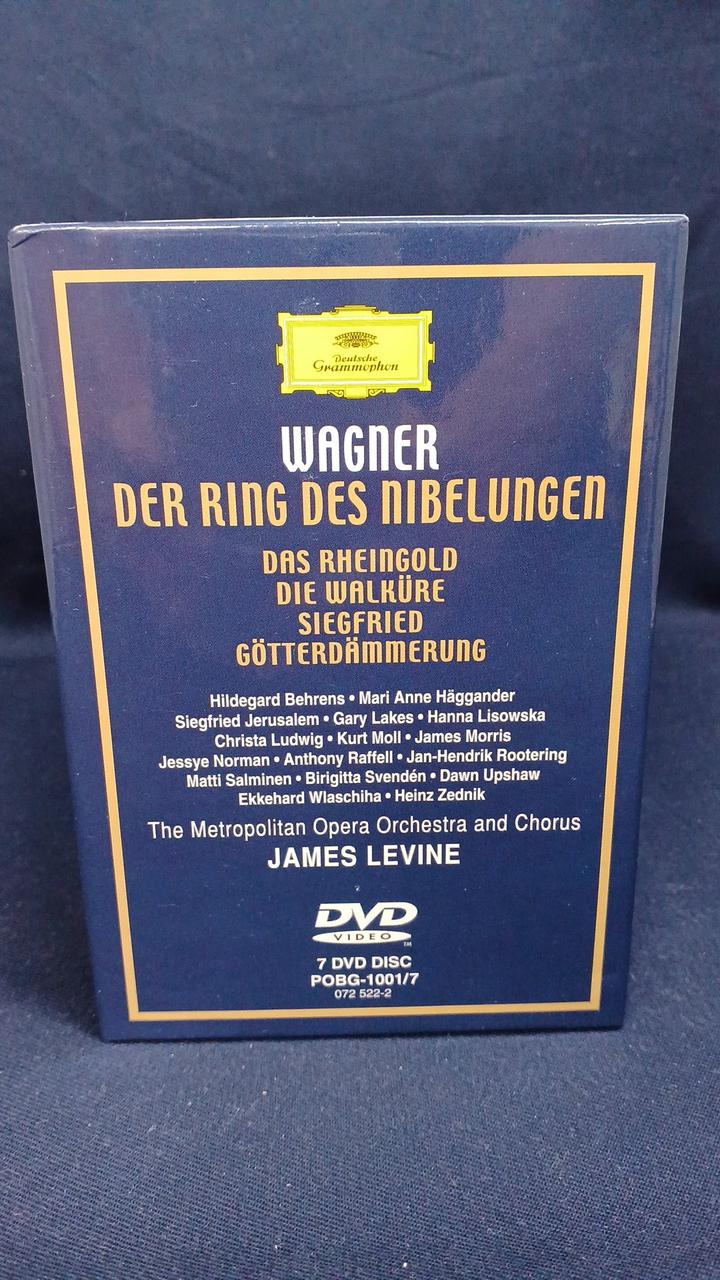 Deutsche
Grammophon
WAGNER
DER RING DES NIBELUNGEN
DAS RHEINGOLD
DIE WALKÜRE
SIEGFRIED
GÖTTERDÄMMERUNG
Hildegard Behrens • Mari Anne Häggander
Siegfried Jerusalem • Gary Lakes • Hanna Lisowska
Christa Ludwig • Kurt Moll • James Morris
Jessye Norman • Anthony Raffell • Jan-Hendrik Rootering
Matti Salminen • Birgitta Svendén • Dawn Upshaw
Ekkehard Wlaschiha • Heinz Zednik
The Metropolitan Opera Orchestra and Chorus
JAMES LEVINE
DVD
VIDEO TM
7 DVD DISC
POBG-1001/7
072 522-2